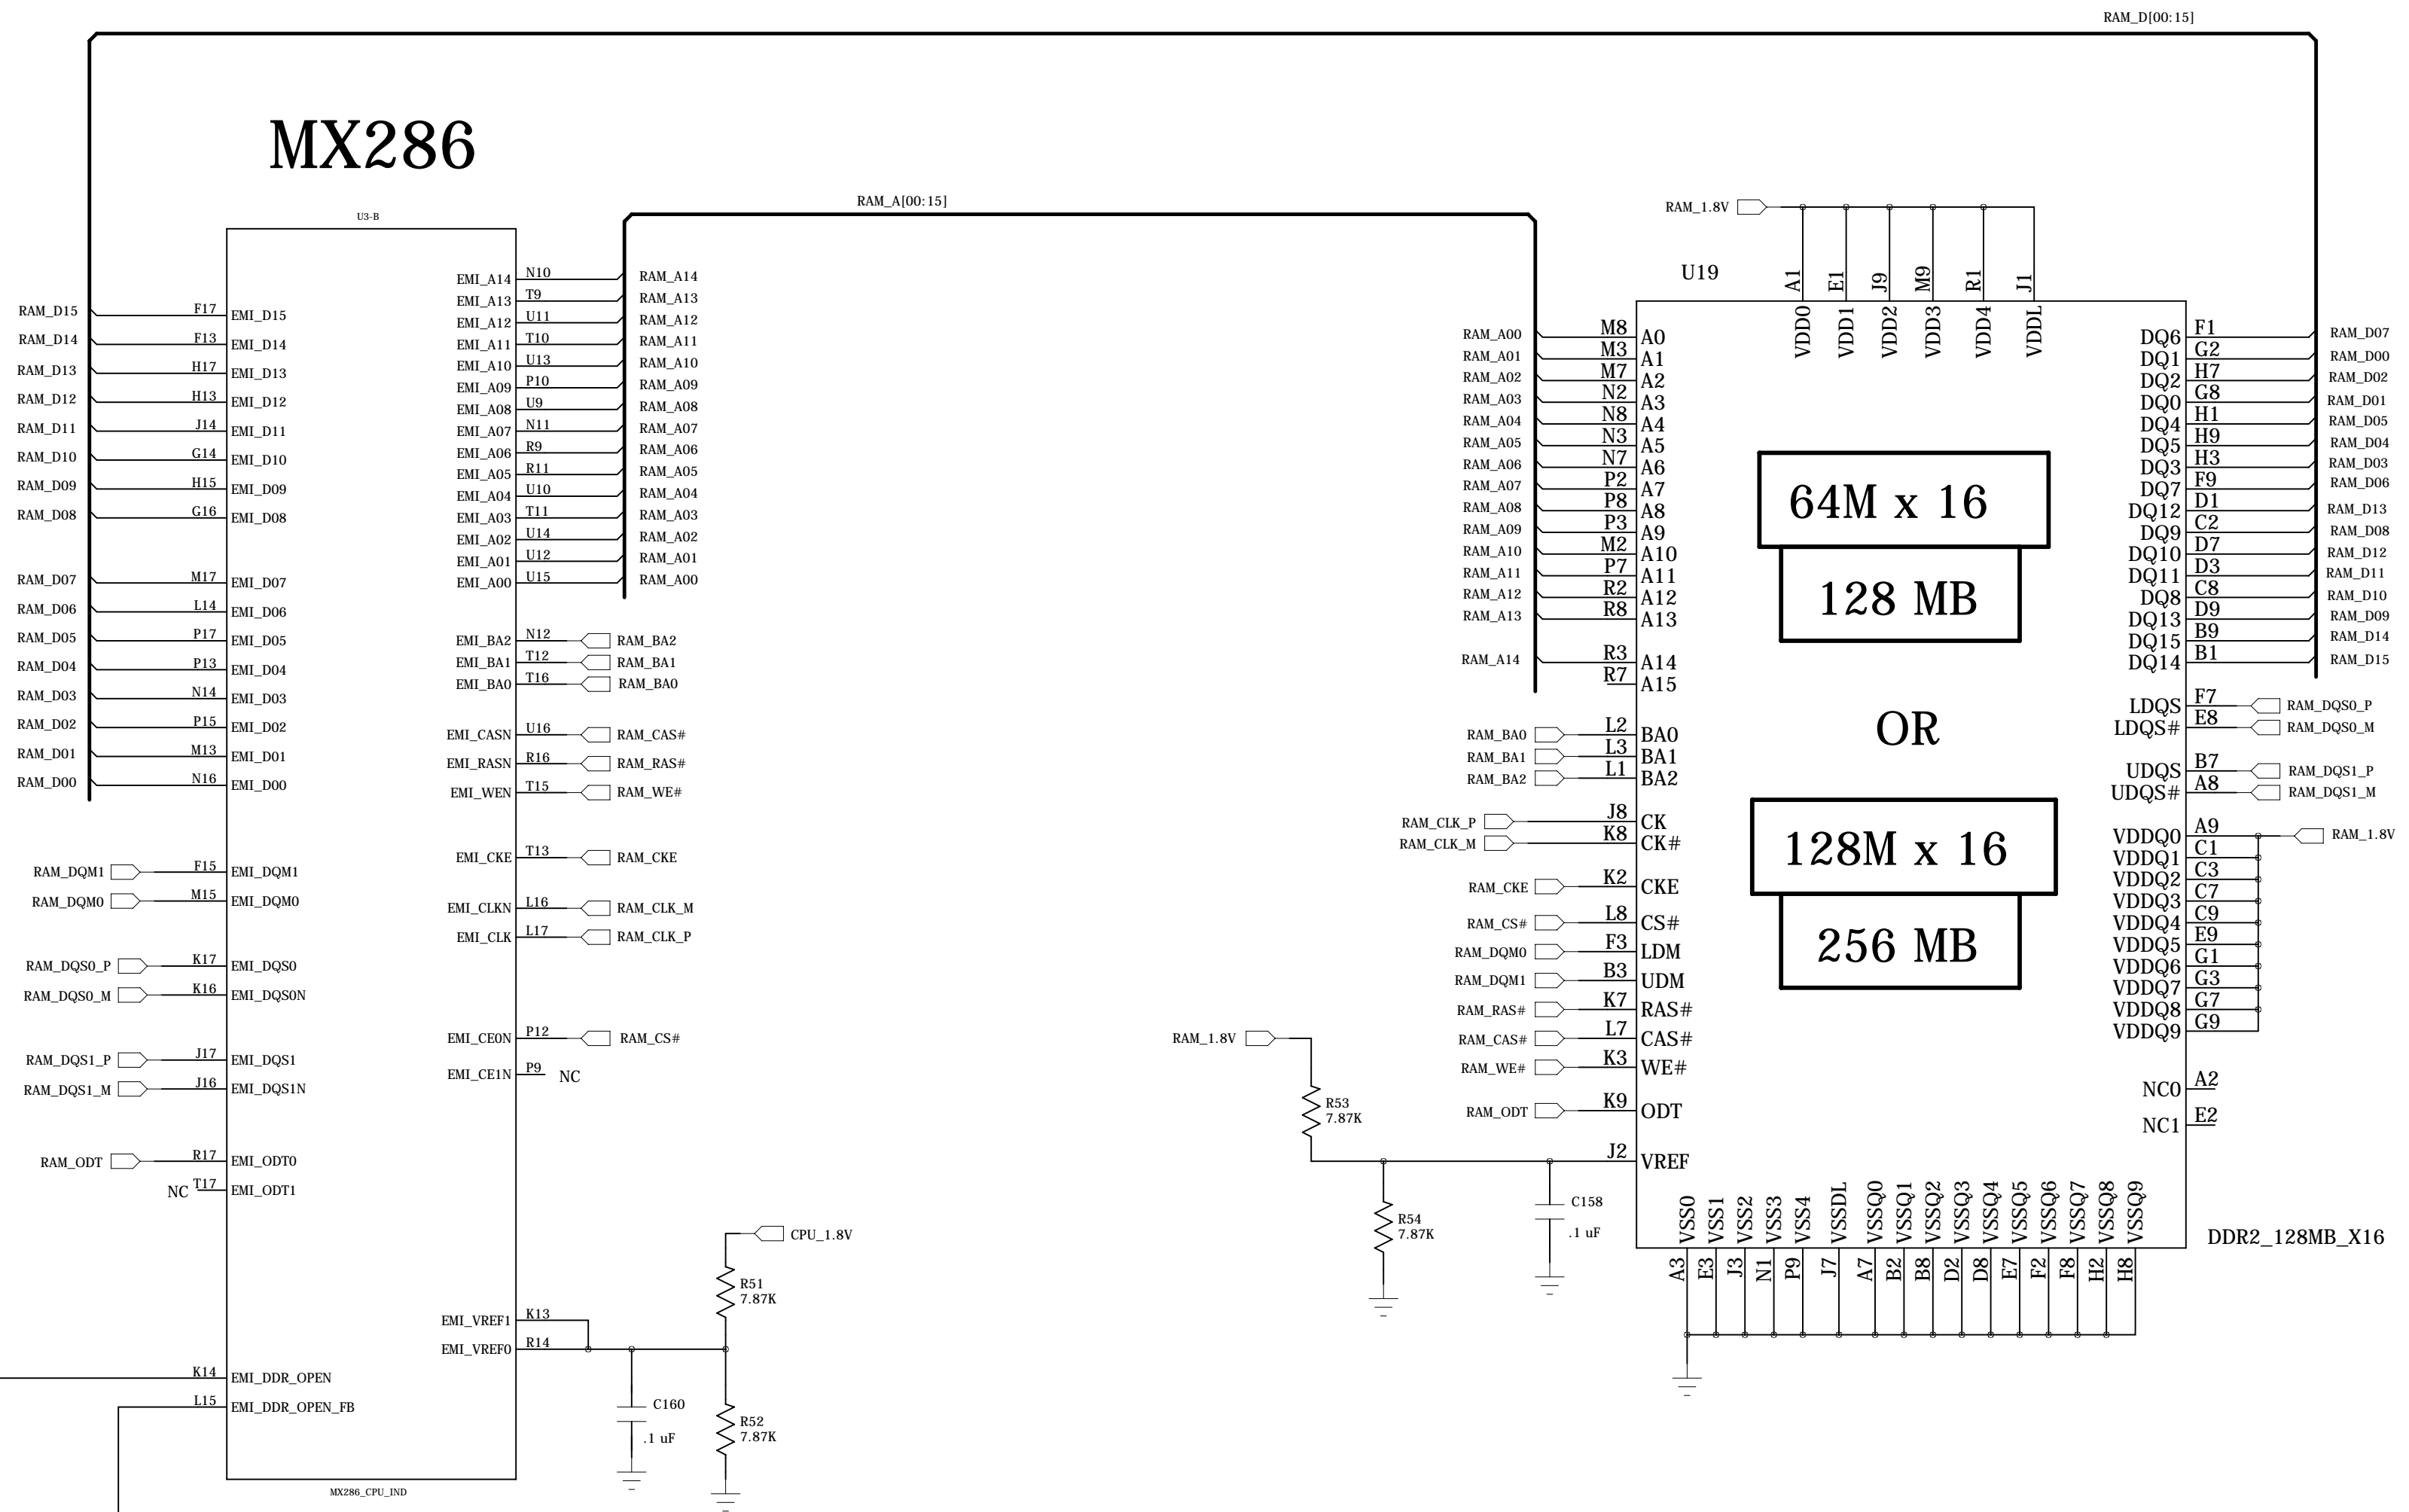 RAM_D[00:15]
MX286
RAM_A[00:15]
U3-B
EMI_A14 N10 RAM_A14
EMI_A13 T9 RAM_A13
EMI_A12 U11 RAM_A12
EMI_A11 T10 RAM_A11
EMI_A10 U13 RAM_A10
EMI_A09 P10 RAM_A09
EMI_A08 U9 RAM_A08
EMI_A07 N11 RAM_A07
EMI_A06 R9 RAM_A06
EMI_A05 R11 RAM_A05
EMI_A04 U10 RAM_A04
EMI_A03 T11 RAM_A03
EMI_A02 U14 RAM_A02
EMI_A01 U12 RAM_A01
EMI_A00 U15 RAM_A00
RAM_D15 F17 EMI_D15
RAM_D14 F13 EMI_D14
RAM_D13 H17 EMI_D13
RAM_D12 H13 EMI_D12
RAM_D11 J14 EMI_D11
RAM_D10 G14 EMI_D10
RAM_D09 H15 EMI_D09
RAM_D08 G16 EMI_D08
RAM_D07 M17 EMI_D07
RAM_D06 L14 EMI_D06
RAM_D05 P17 EMI_D05
RAM_D04 P13 EMI_D04
RAM_D03 N14 EMI_D03
RAM_D02 P15 EMI_D02
RAM_D01 M13 EMI_D01
RAM_D00 N16 EMI_D00
RAM_DQM1 F15 EMI_DQM1
RAM_DQM0 M15 EMI_DQM0
RAM_DQS0_P K17 EMI_DQS0
RAM_DQS0_M K16 EMI_DQS0N
RAM_DQS1_P J17 EMI_DQS1
RAM_DQS1_M J16 EMI_DQS1N
RAM_ODT R17 EMI_ODT0
NC T17 EMI_ODT1
K14 EMI_DDR_OPEN
L15 EMI_DDR_OPEN_FB
EMI_BA2 N12 RAM_BA2
EMI_BA1 T12 RAM_BA1
EMI_BA0 T16 RAM_BA0
EMI_CASN U16 RAM_CAS#
EMI_RASN R16 RAM_RAS#
EMI_WEN T15 RAM_WE#
EMI_CKE T13 RAM_CKE
EMI_CLKN L16 RAM_CLK_M
EMI_CLK L17 RAM_CLK_P
EMI_CE0N P12 RAM_CS#
EMI_CE1N P9 NC
CPU_1.8V
R51
7.87K
EMI_VREF1 K13
EMI_VREF0 R14
C160
.1 uF
R52
7.87K
MX286_CPU_IND
RAM_1.8V
U19
A1 E1 J9 M9 R1 J1
VDD0 VDD1 VDD2 VDD3 VDD4 VDDL
RAM_A00 M8 A0
RAM_A01 M3 A1
RAM_A02 M7 A2
RAM_A03 N2 A3
RAM_A04 N8 A4
RAM_A05 N3 A5
RAM_A06 N7 A6
RAM_A07 P2 A7
RAM_A08 P8 A8
RAM_A09 P3 A9
RAM_A10 M2 A10
RAM_A11 P7 A11
RAM_A12 R2 A12
RAM_A13 R8 A13
RAM_A14 R3 A14
R7 A15
RAM_BA0 L2 BA0
RAM_BA1 L3 BA1
RAM_BA2 L1 BA2
RAM_CLK_P J8 CK
RAM_CLK_M K8 CK#
RAM_CKE K2 CKE
RAM_CS# L8 CS#
RAM_DQM0 F3 LDM
RAM_DQM1 B3 UDM
RAM_RAS# K7 RAS#
RAM_CAS# L7 CAS#
RAM_WE# K3 WE#
RAM_ODT K9 ODT
J2 VREF
RAM_1.8V
R53
7.87K
R54
7.87K
C158
.1 uF
64M x 16
128 MB
OR
128M x 16
256 MB
DQ6 F1 RAM_D07
DQ1 G2 RAM_D00
DQ2 H7 RAM_D02
DQ0 G8 RAM_D01
DQ4 H1 RAM_D05
DQ5 H9 RAM_D04
DQ3 H3 RAM_D03
DQ7 F9 RAM_D06
DQ12 D1 RAM_D13
DQ9 C2 RAM_D08
DQ10 D7 RAM_D12
DQ11 D3 RAM_D11
DQ8 C8 RAM_D10
DQ13 D9 RAM_D09
DQ15 B9 RAM_D14
DQ14 B1 RAM_D15
LDQS F7 RAM_DQS0_P
LDQS# E8 RAM_DQS0_M
UDQS B7 RAM_DQS1_P
UDQS# A8 RAM_DQS1_M
VDDQ0 A9 RAM_1.8V
VDDQ1 C1
VDDQ2 C3
VDDQ3 C7
VDDQ4 C9
VDDQ5 E9
VDDQ6 G1
VDDQ7 G3
VDDQ8 G7
VDDQ9 G9
NC0 A2
NC1 E2
VSS0 VSS1 VSS2 VSS3 VSS4 VSSDL VSSQ0 VSSQ1 VSSQ2 VSSQ3 VSSQ4 VSSQ5 VSSQ6 VSSQ7 VSSQ8 VSSQ9
A3 E3 J3 N1 P9 J7 A7 B2 B8 D2 D8 E7 F2 F8 H2 H8
DDR2_128MB_X16